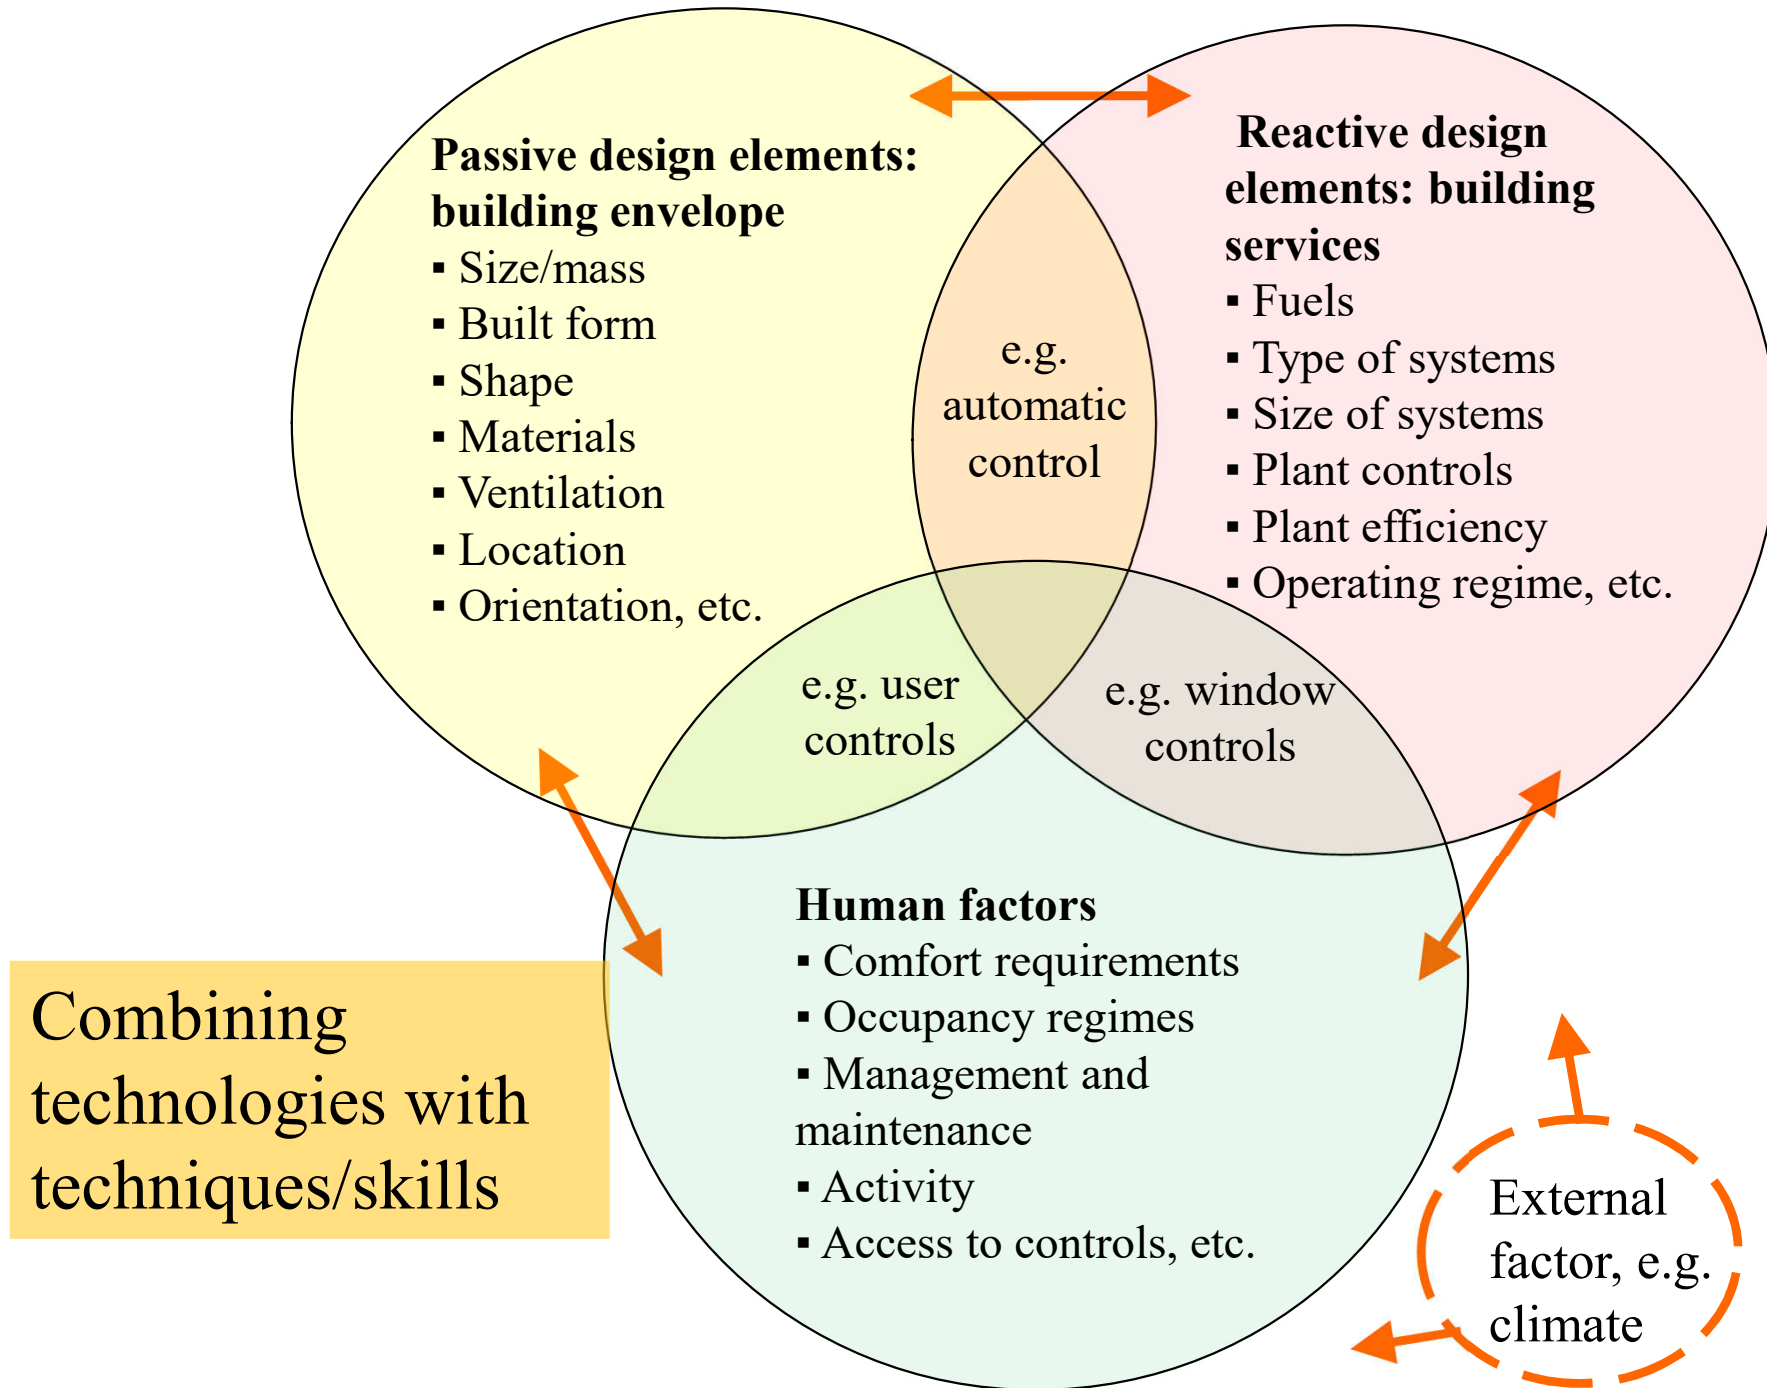 Passive design elements:
building envelope
▪ Size/mass
▪ Built form
▪ Shape
▪ Materials
▪ Ventilation
▪ Location
▪ Orientation, etc.
Reactive design
elements: building
services
▪ Fuels
▪ Type of systems
▪ Size of systems
▪ Plant controls
▪ Plant efficiency
▪ Operating regime, etc.
e.g.
automatic
control
e.g. user
controls
e.g. window
controls
Human factors
▪ Comfort requirements
▪ Occupancy regimes
▪ Management and
maintenance
▪ Activity
▪ Access to controls, etc.
Combining
technologies with
techniques/skills
External
factor, e.g.
climate